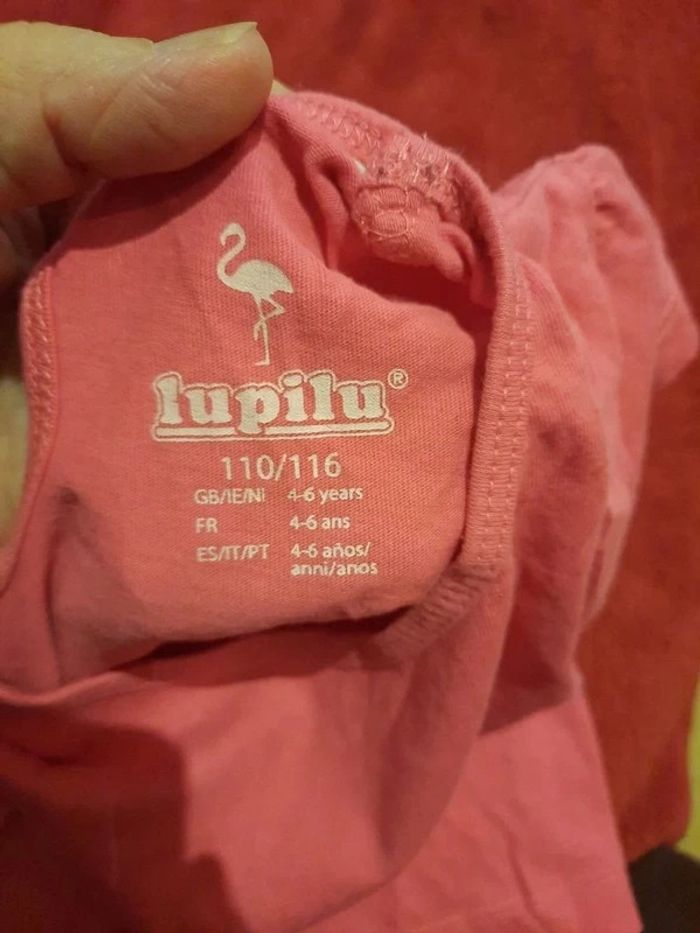 lupilu®
110/116
GB/IE/NI 4-6 years
FR 4-6 ans
ES/IT/PT 4-6 años/
anni/anos